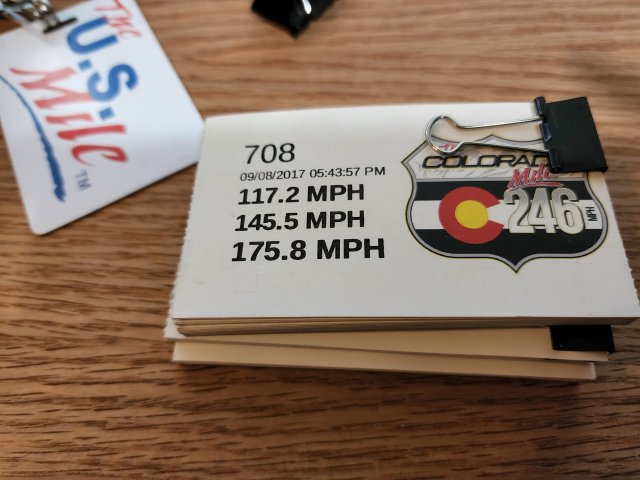 The
U.S.
Mile
TM
708
09/08/2017 05:43:57 PM
117.2 MPH
145.5 MPH
175.8 MPH
COLORAD
Mile
246 MPH